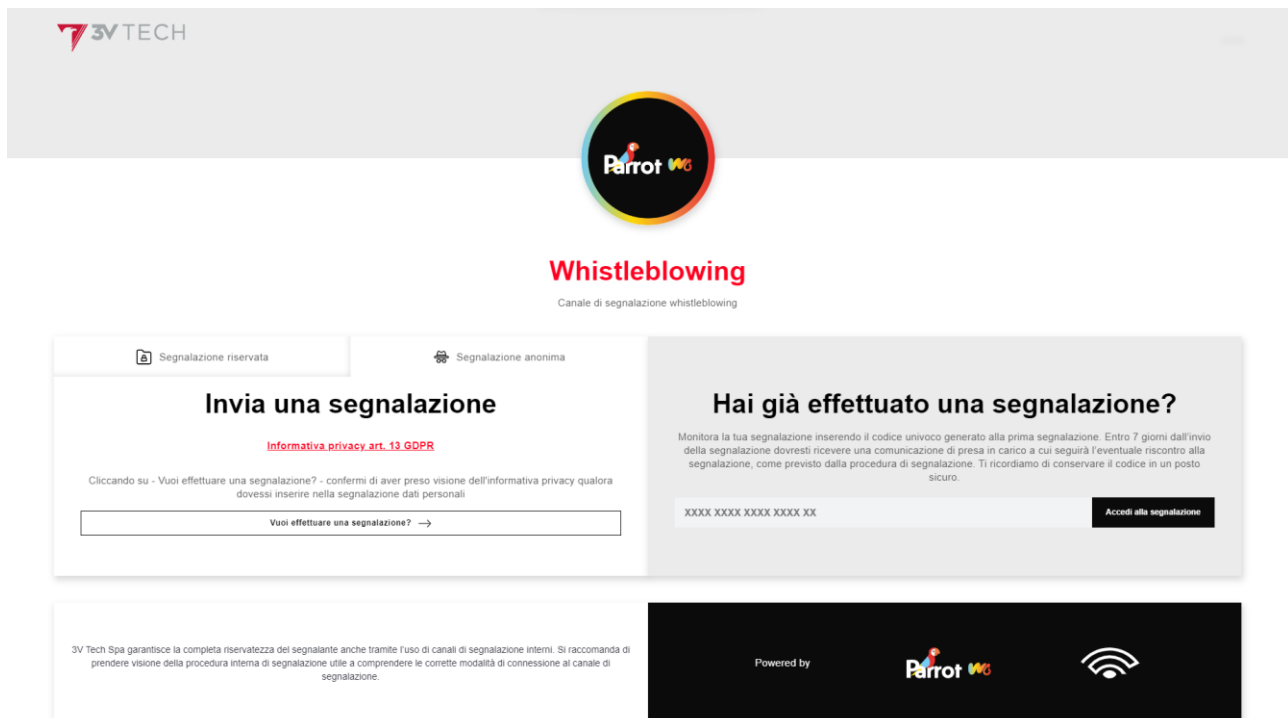 3V TECH
Parrot WB
Whistleblowing
Canale di segnalazione whistleblowing
Segnalazione riservata
Segnalazione anonima
Invia una segnalazione
Informativa privacy art. 13 GDPR
Cliccando su - Vuoi effettuare una segnalazione? - confermi di aver preso visione dell'informativa privacy qualora
dovessi inserire nella segnalazione dati personali
Vuoi effettuare una segnalazione?
Hai già effettuato una segnalazione?
Monitora la tua segnalazione inserendo il codice univoco generato alla prima segnalazione. Entro 7 giorni dall'invio
della segnalazione dovresti ricevere una comunicazione di presa in carico a cui seguirà l'eventuale riscontro alla
segnalazione, come previsto dalla procedura di segnalazione. Ti ricordiamo di conservare il codice in un posto
sicuro.
XXXX XXXX XXXX XXXX XX
Accedi alla segnalazione
3V Tech Spa garantisce la completa riservatezza del segnalante anche tramite l'uso di canali di segnalazione interni. Si raccomanda di
prendere visione della procedura interna di segnalazione utile a comprendere le corrette modalità di connessione al canale di
segnalazione.
Powered by
Parrot WB